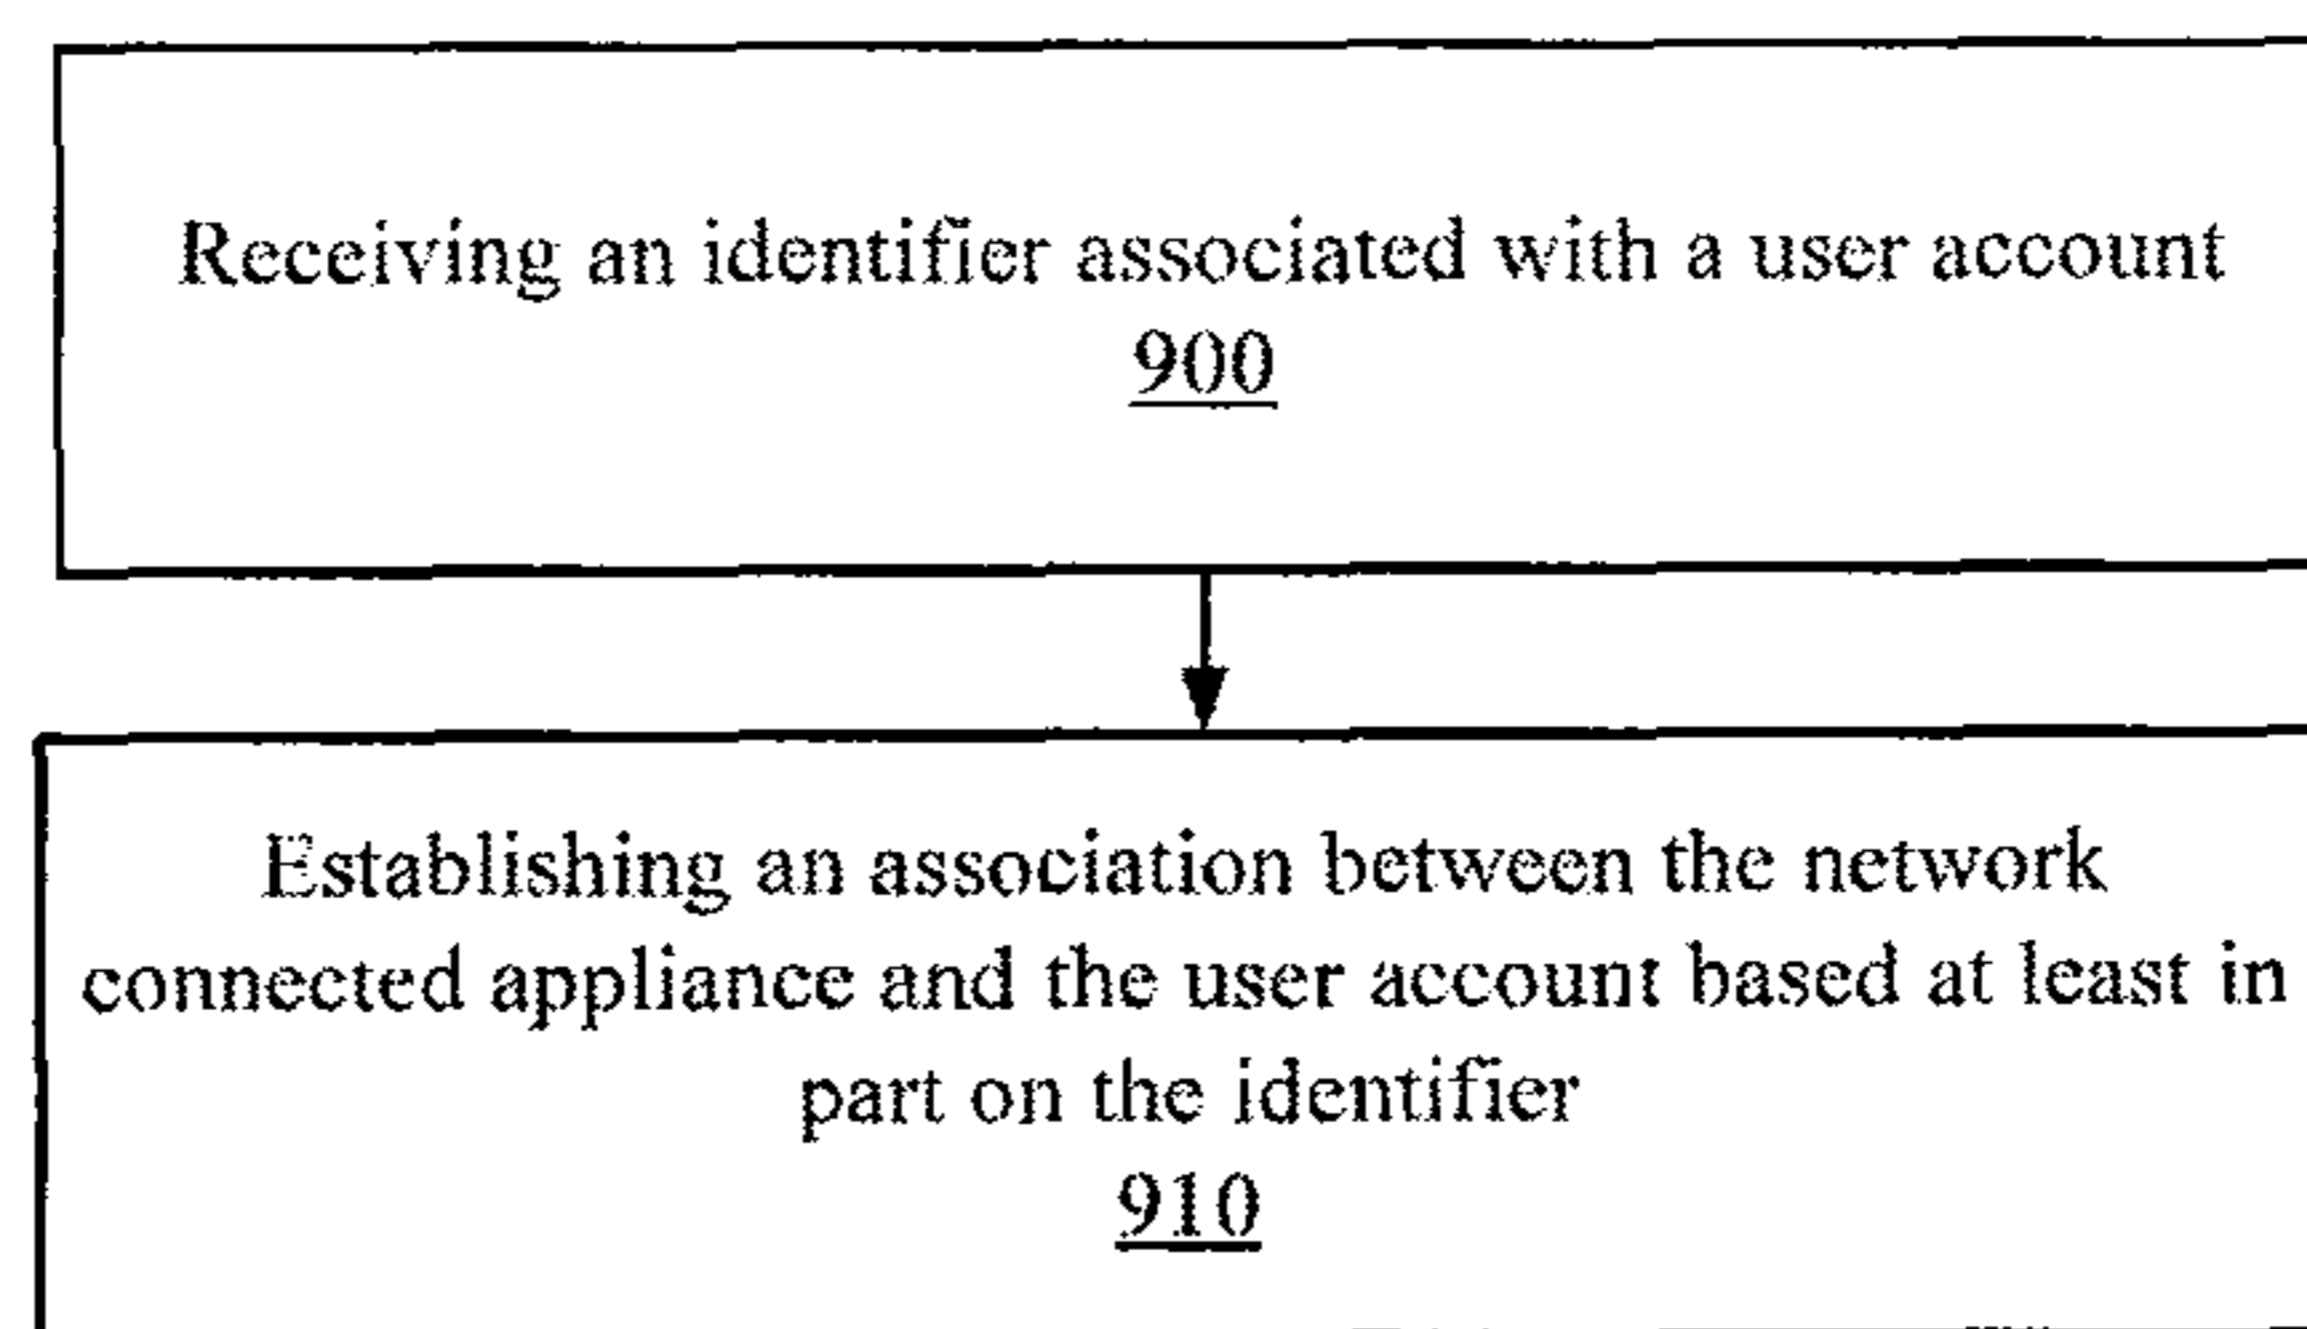 Receiving an identifier associated with a user account
900
Establishing an association between the network
connected appliance and the user account based at least in
part on the identifier
910